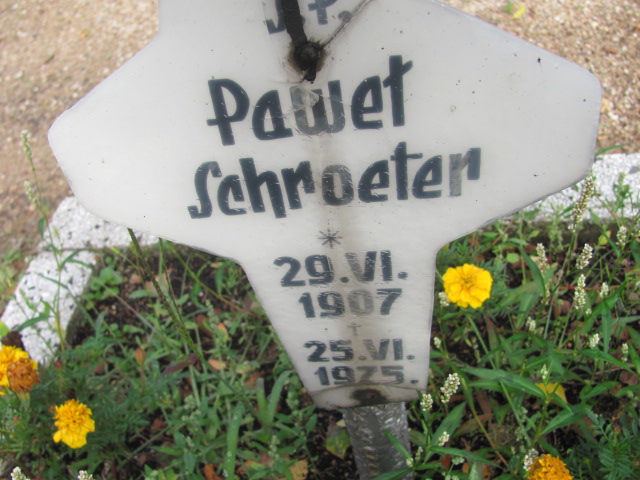 Ś.P.
Paweł
Schroeter
* 29.VI.
1907
† 25.VI.
1975.